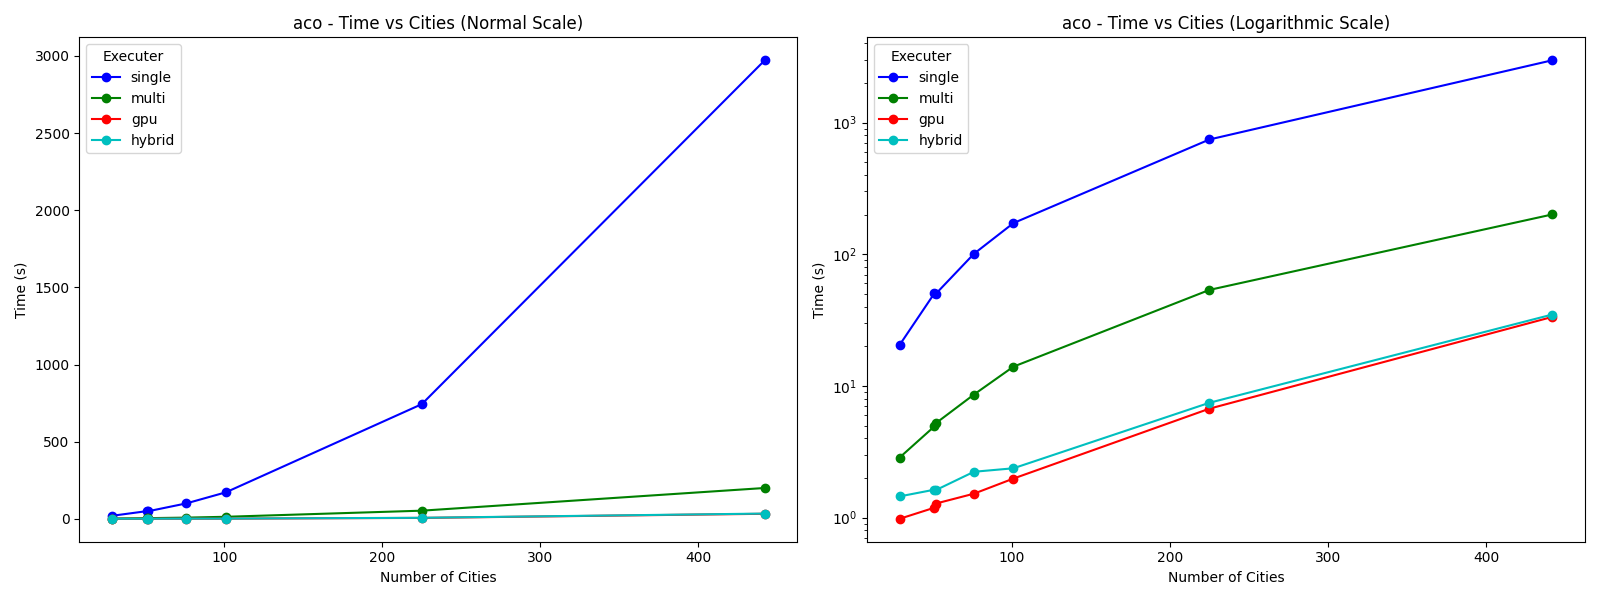 aco - Time vs Cities (Normal Scale)
Executer
single
multi
gpu
hybrid
3000
2500
2000
1500
1000
500
0
Time (s)
100
200
300
400
Number of Cities
aco - Time vs Cities (Logarithmic Scale)
Executer
single
multi
gpu
hybrid
10³
10²
10¹
10⁰
Time (s)
100
200
300
400
Number of Cities